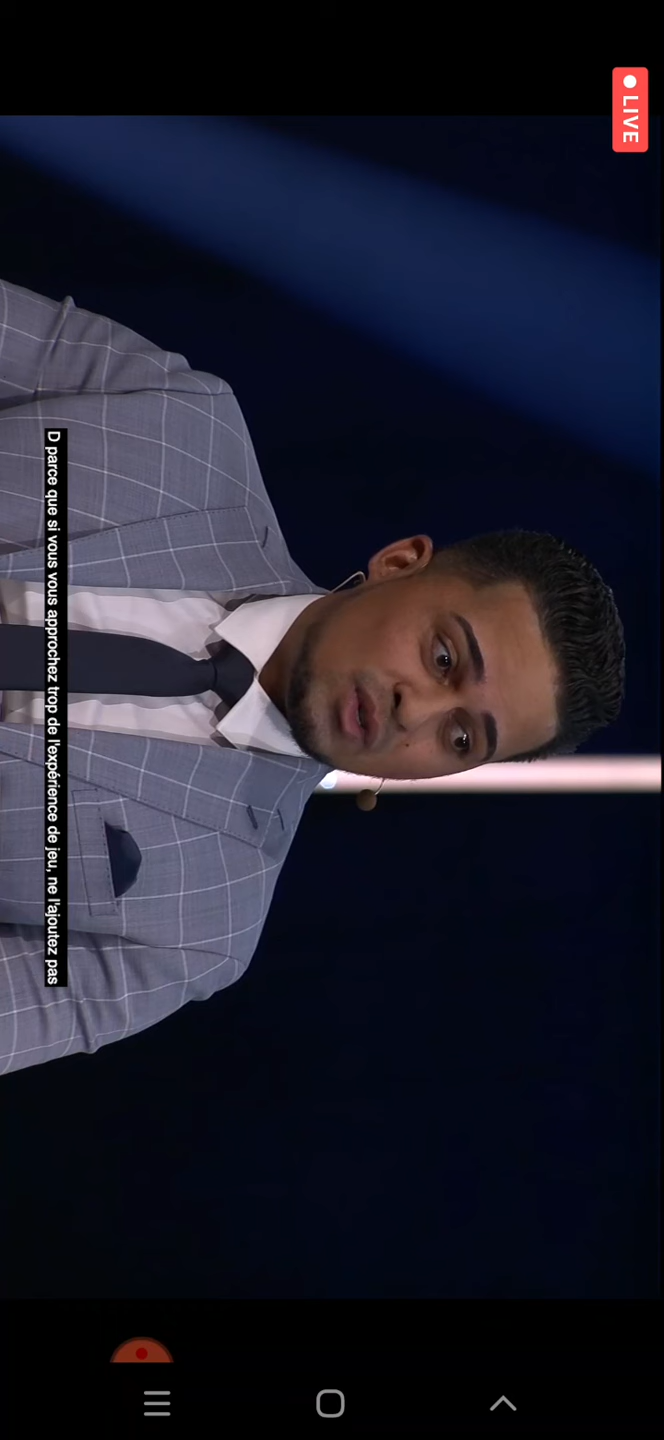 LIVE
D parce que si vous vous approchez trop de l'expérience de jeu, ne l'ajoutez pas